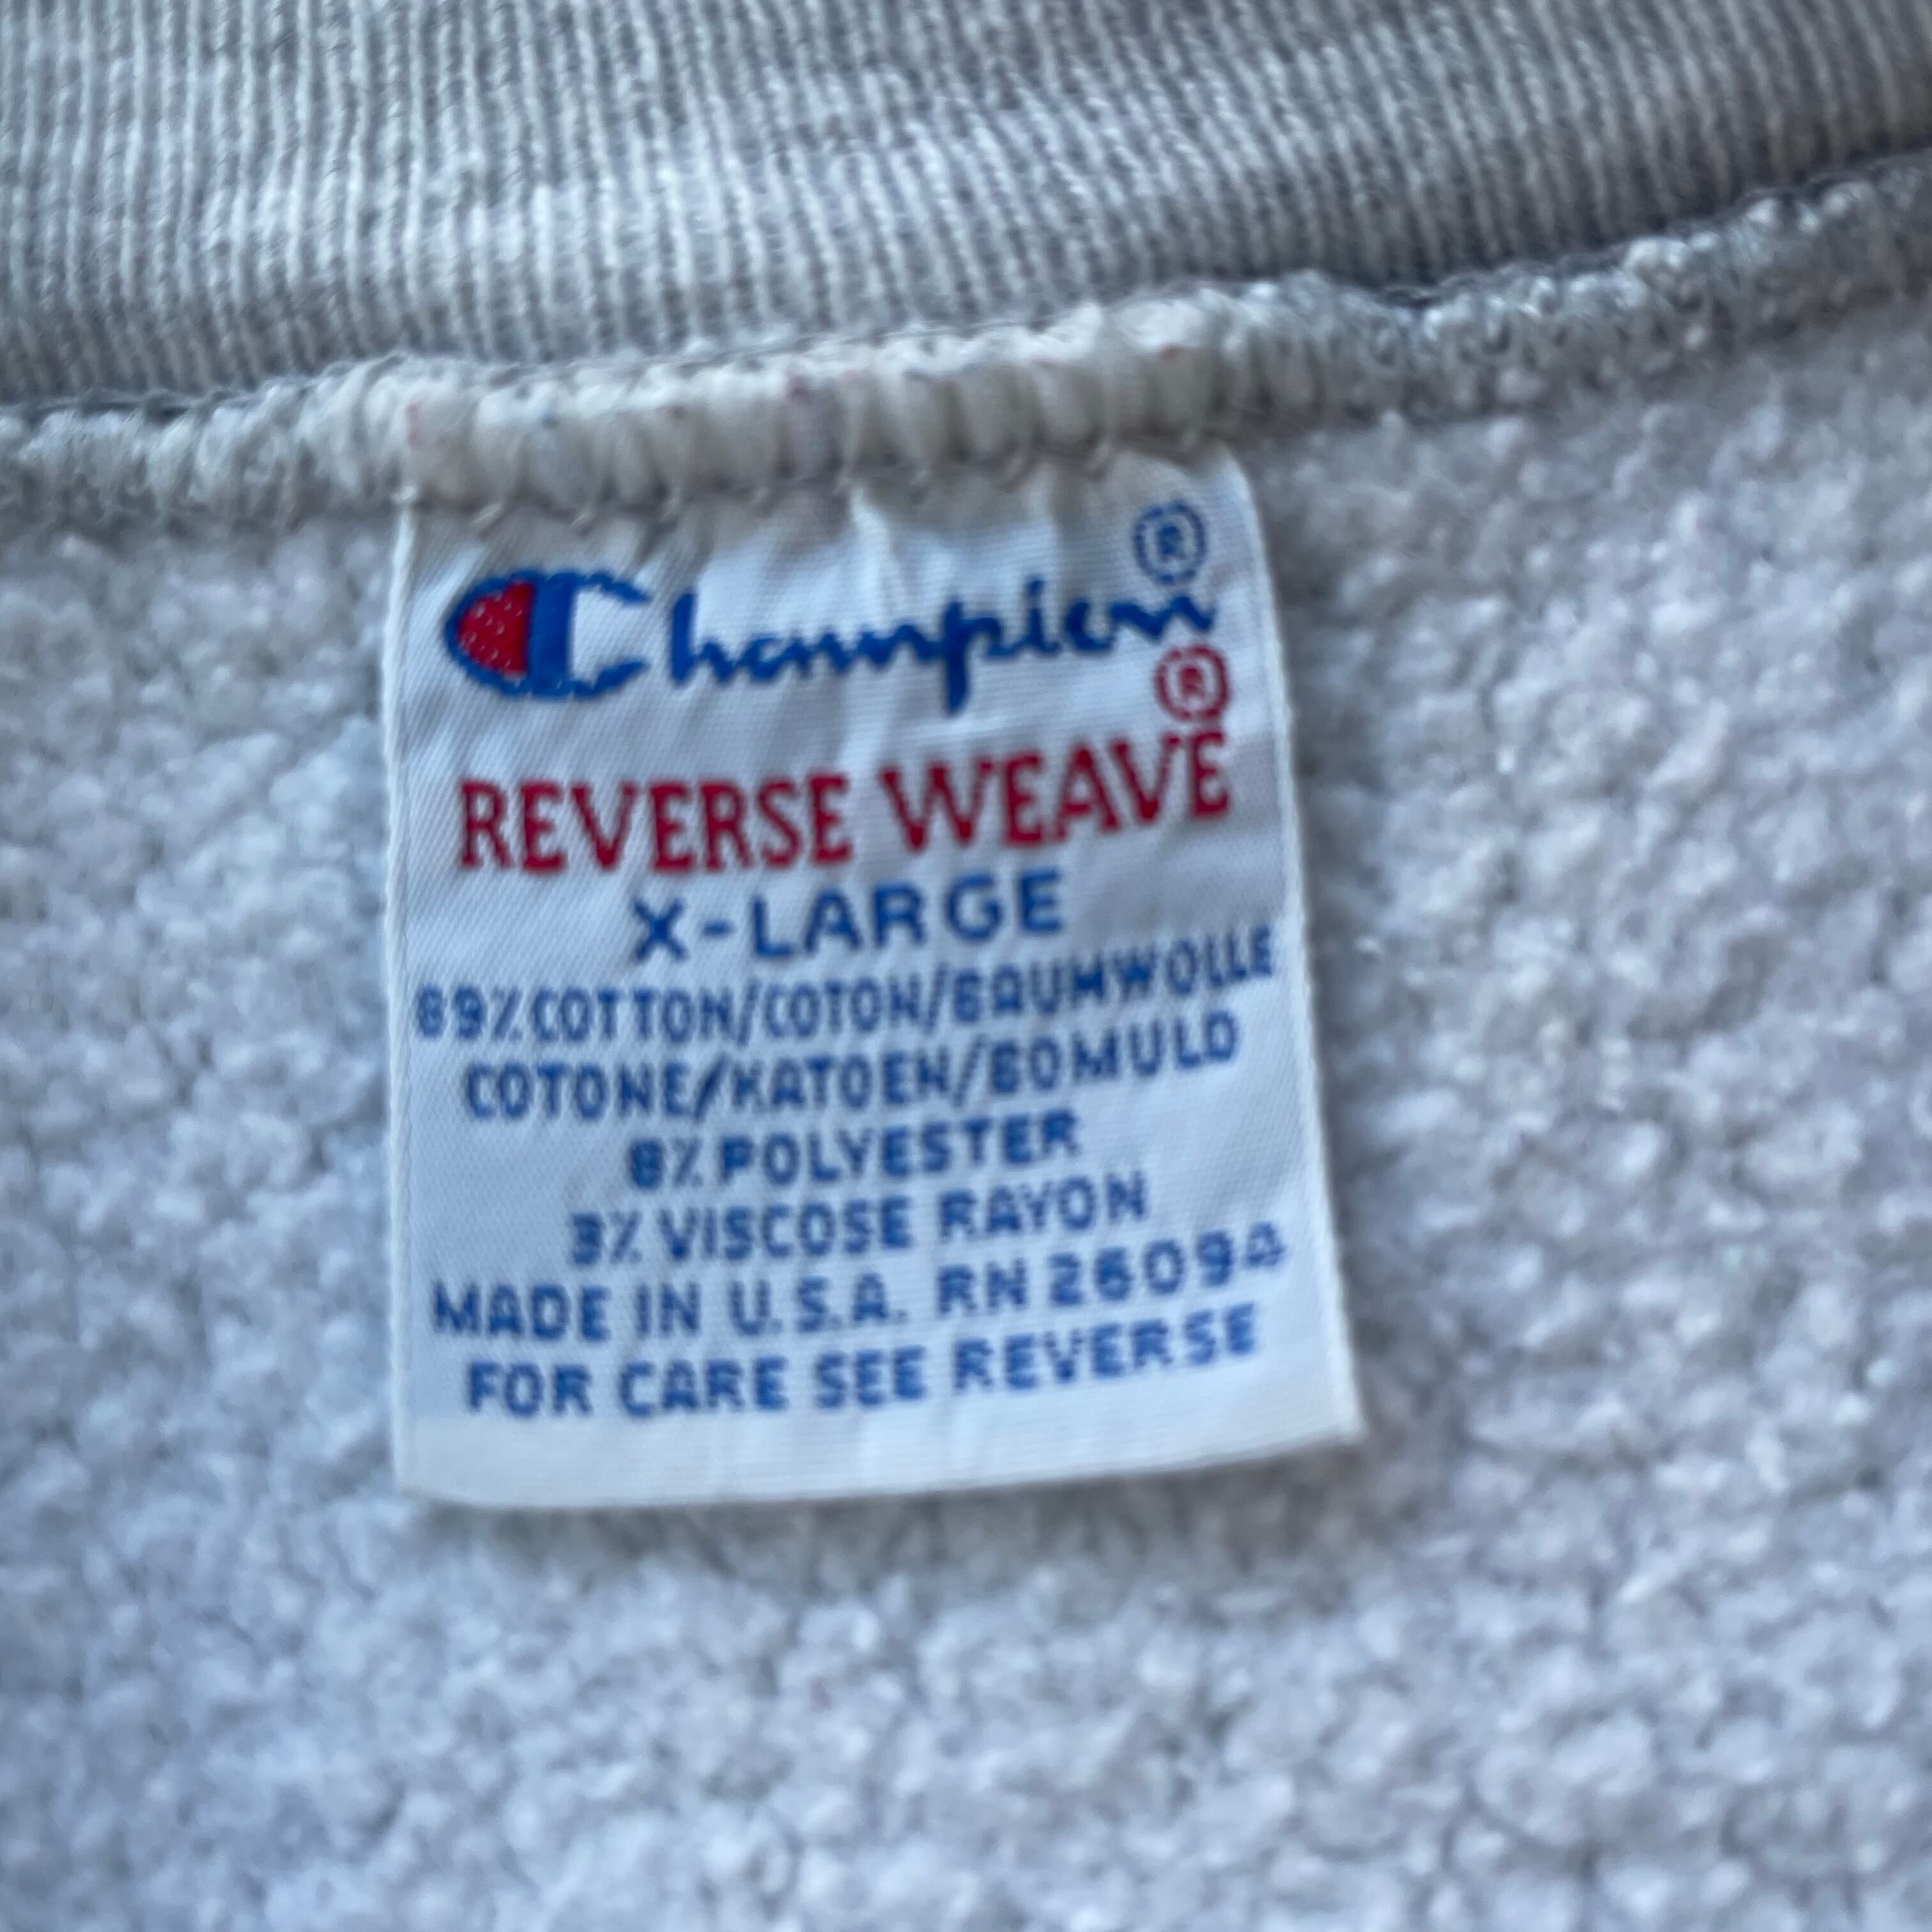 Champion®
REVERSE WEAVE®
X-LARGE
89% COTTON/COTON/BAUMWOLLE
COTONE/KATOEN/BOMULD
8% POLYESTER
3% VISCOSE RAYON
MADE IN U.S.A. RN 26094
FOR CARE SEE REVERSE